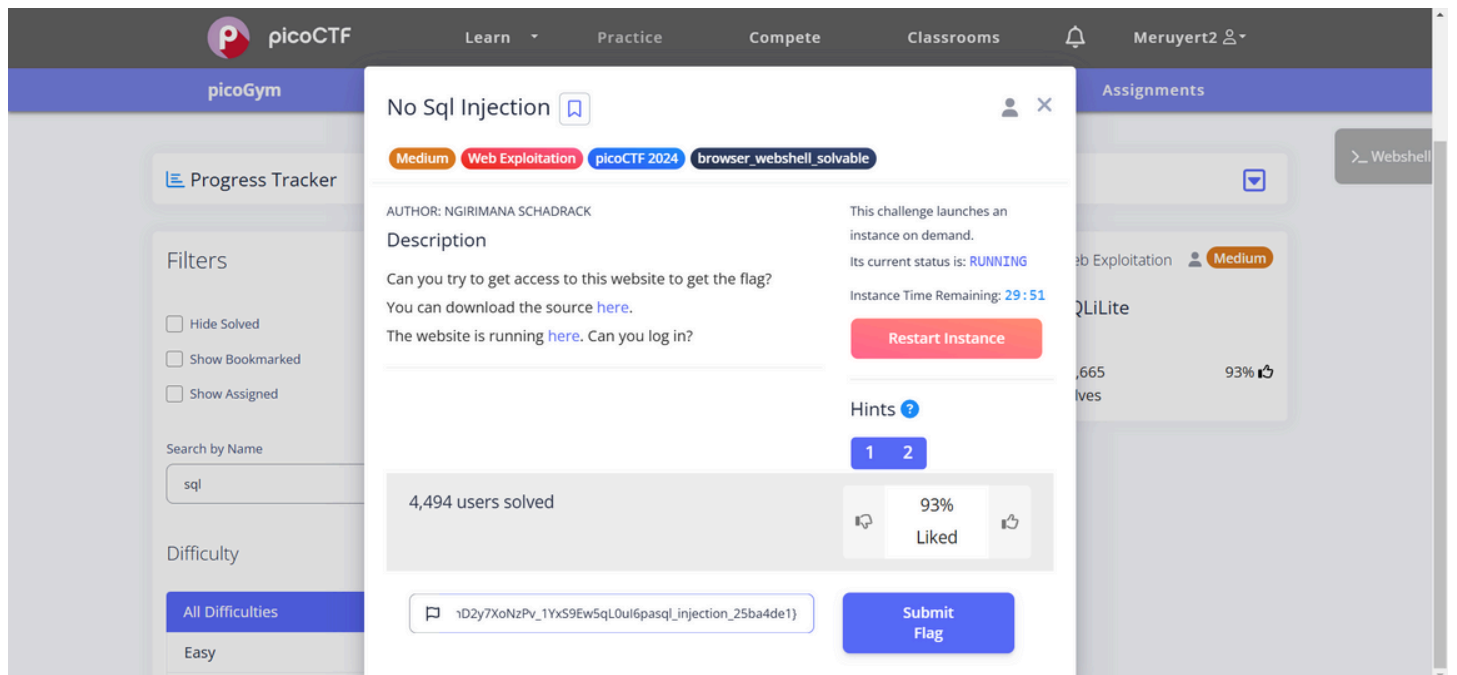 picoCTF
Learn
Practice
Compete
Classrooms
Meruyert2
picoGym
Assignments
No Sql Injection
Medium
Web Exploitation
picoCTF 2024
browser_webshell_solvable
>_ Webshell
Progress Tracker
AUTHOR: NGIRIMANA SCHADRACK
Description
Can you try to get access to this website to get the flag?
You can download the source here.
The website is running here. Can you log in?
This challenge launches an
instance on demand.
Its current status is: RUNNING
Instance Time Remaining: 29:51
Restart Instance
Hints ?
1 2
4,494 users solved
93%
Liked
Submit
Flag
Filters
Hide Solved
Show Bookmarked
Show Assigned
Search by Name
sql
Difficulty
All Difficulties
Easy
Exploitation
Medium
,665
93%